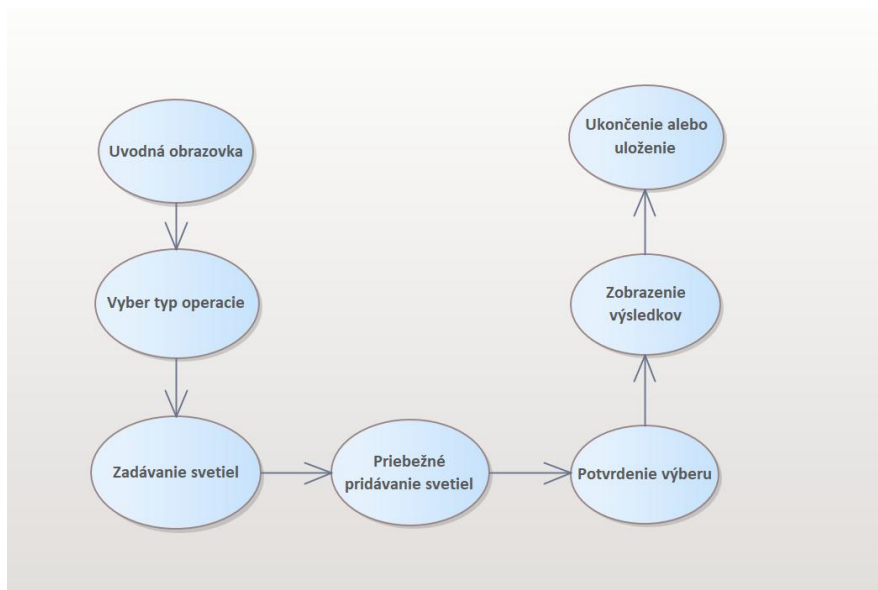 Uvodná obrazovka
Vyber typ operacie
Zadávanie svetiel
Priebežné
pridávanie svetiel
Potvrdenie výberu
Zobrazenie
výsledkov
Ukončenie alebo
uloženie